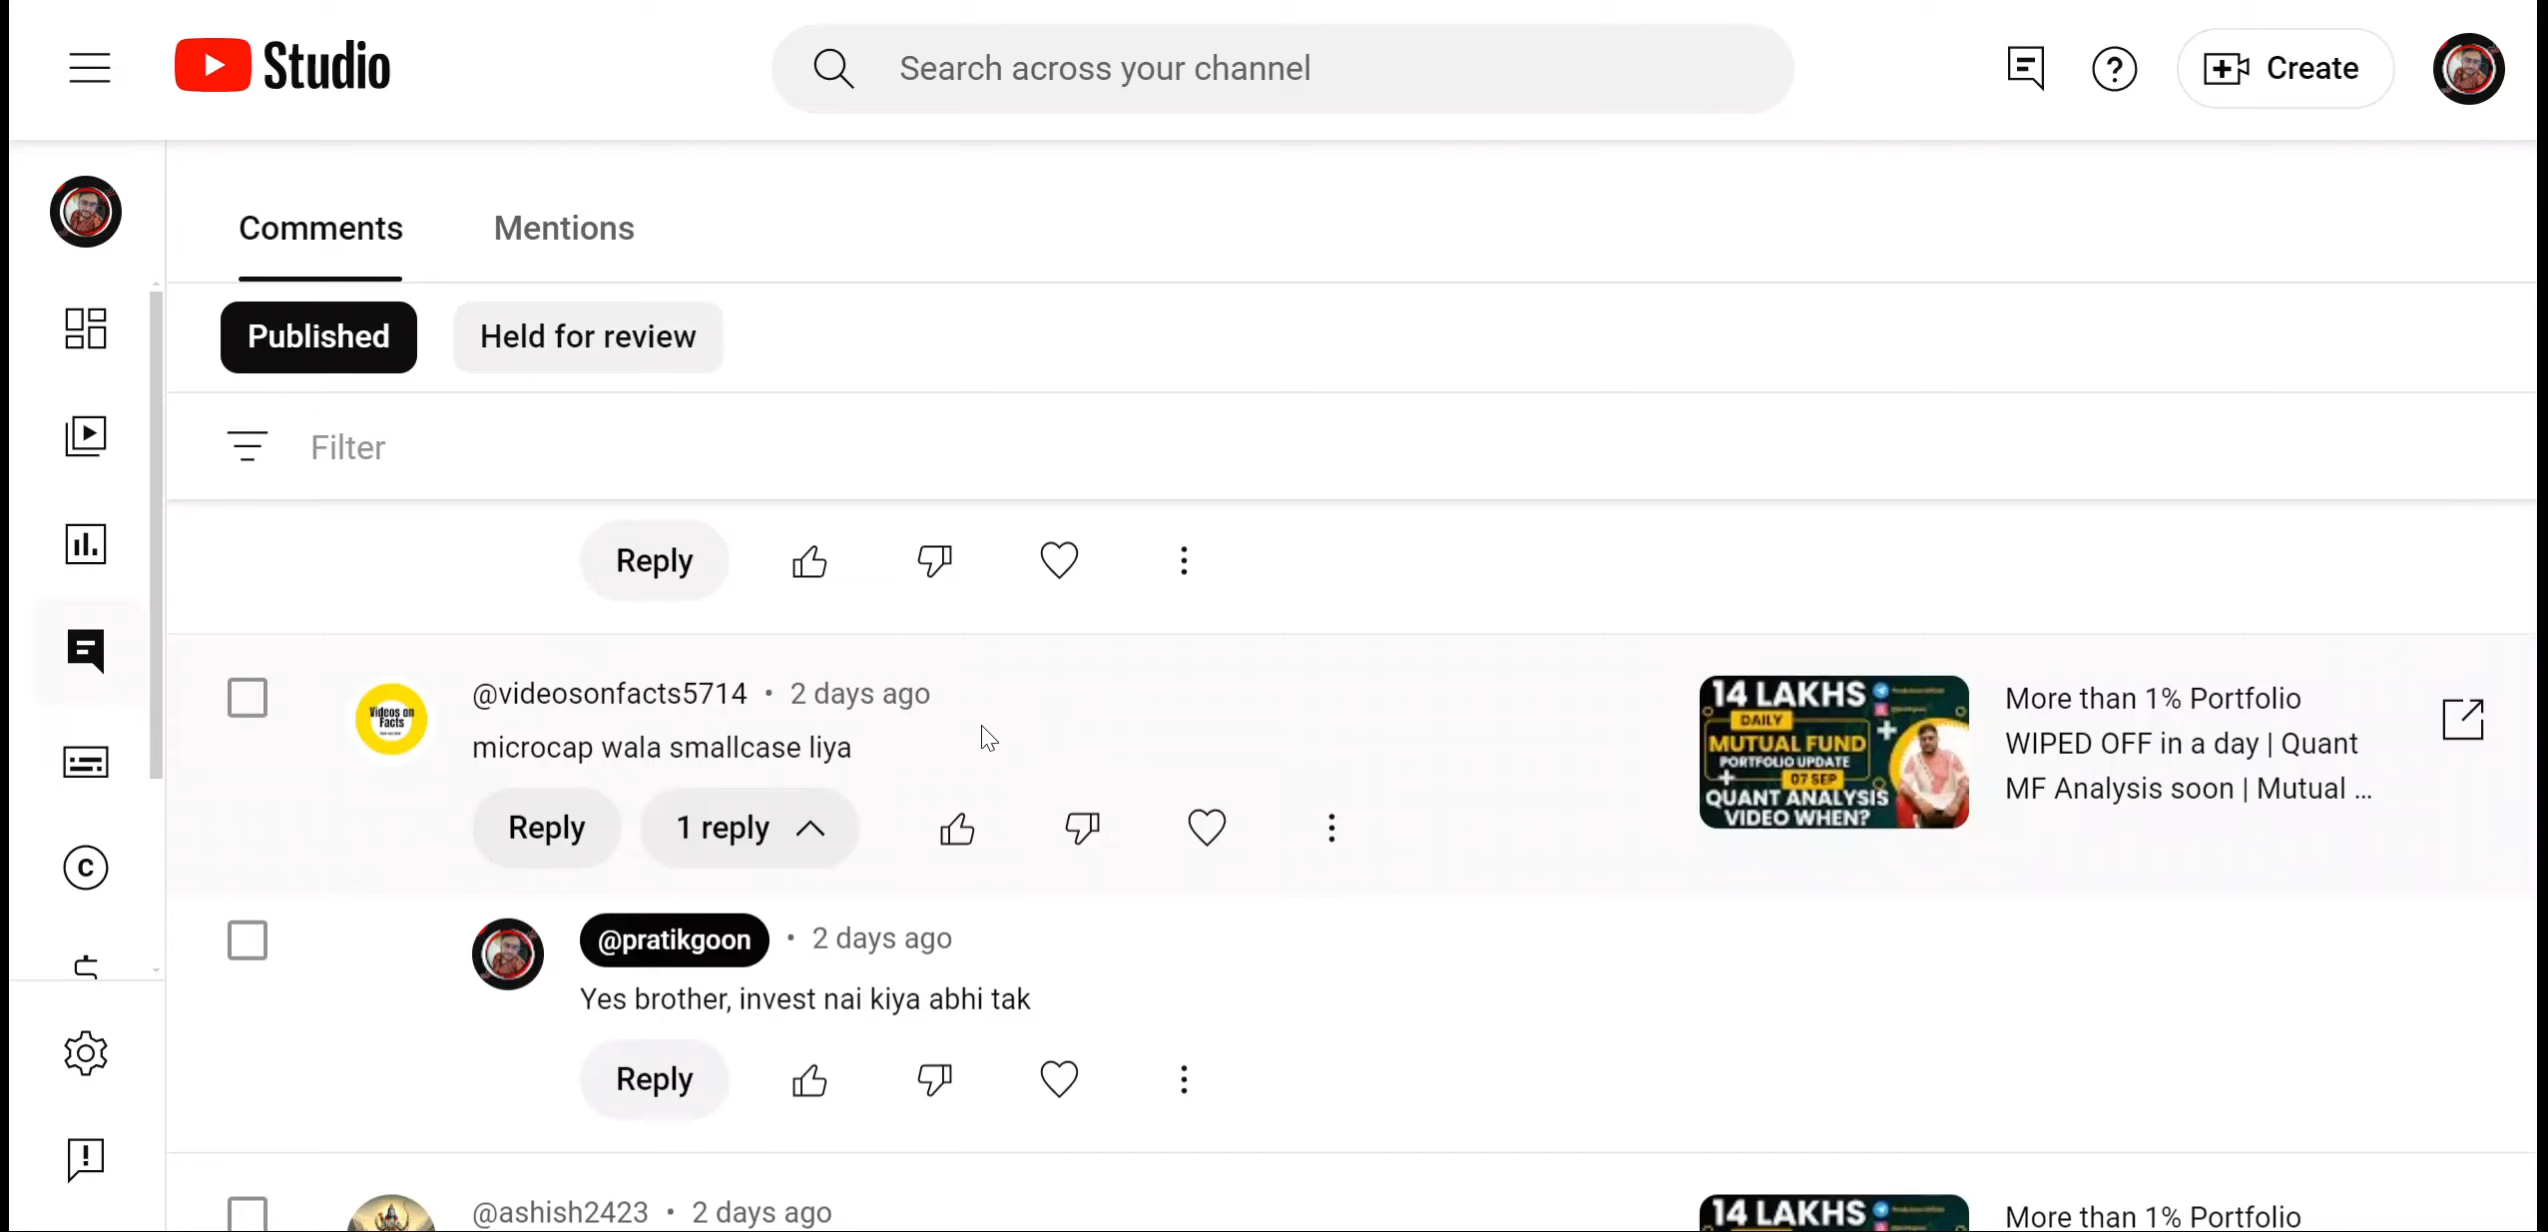 Studio
Search across your channel
Create
Comments
Mentions
Published
Held for review
Filter
Reply
@videosonfacts5714 • 2 days ago
microcap wala smallcase liya
Reply
1 reply
Videos on
Facts
14 LAKHS
DAILY
MUTUAL FUND
PORTFOLIO UPDATE
07 SEP
QUANT ANALYSIS
VIDEO WHEN?
More than 1% Portfolio
WIPED OFF in a day | Quant
MF Analysis soon | Mutual ...
@pratikgoon • 2 days ago
Yes brother, invest nai kiya abhi tak
Reply
@ashish2423 • 2 days ago
14 LAKHS
More than 1% Portfolio